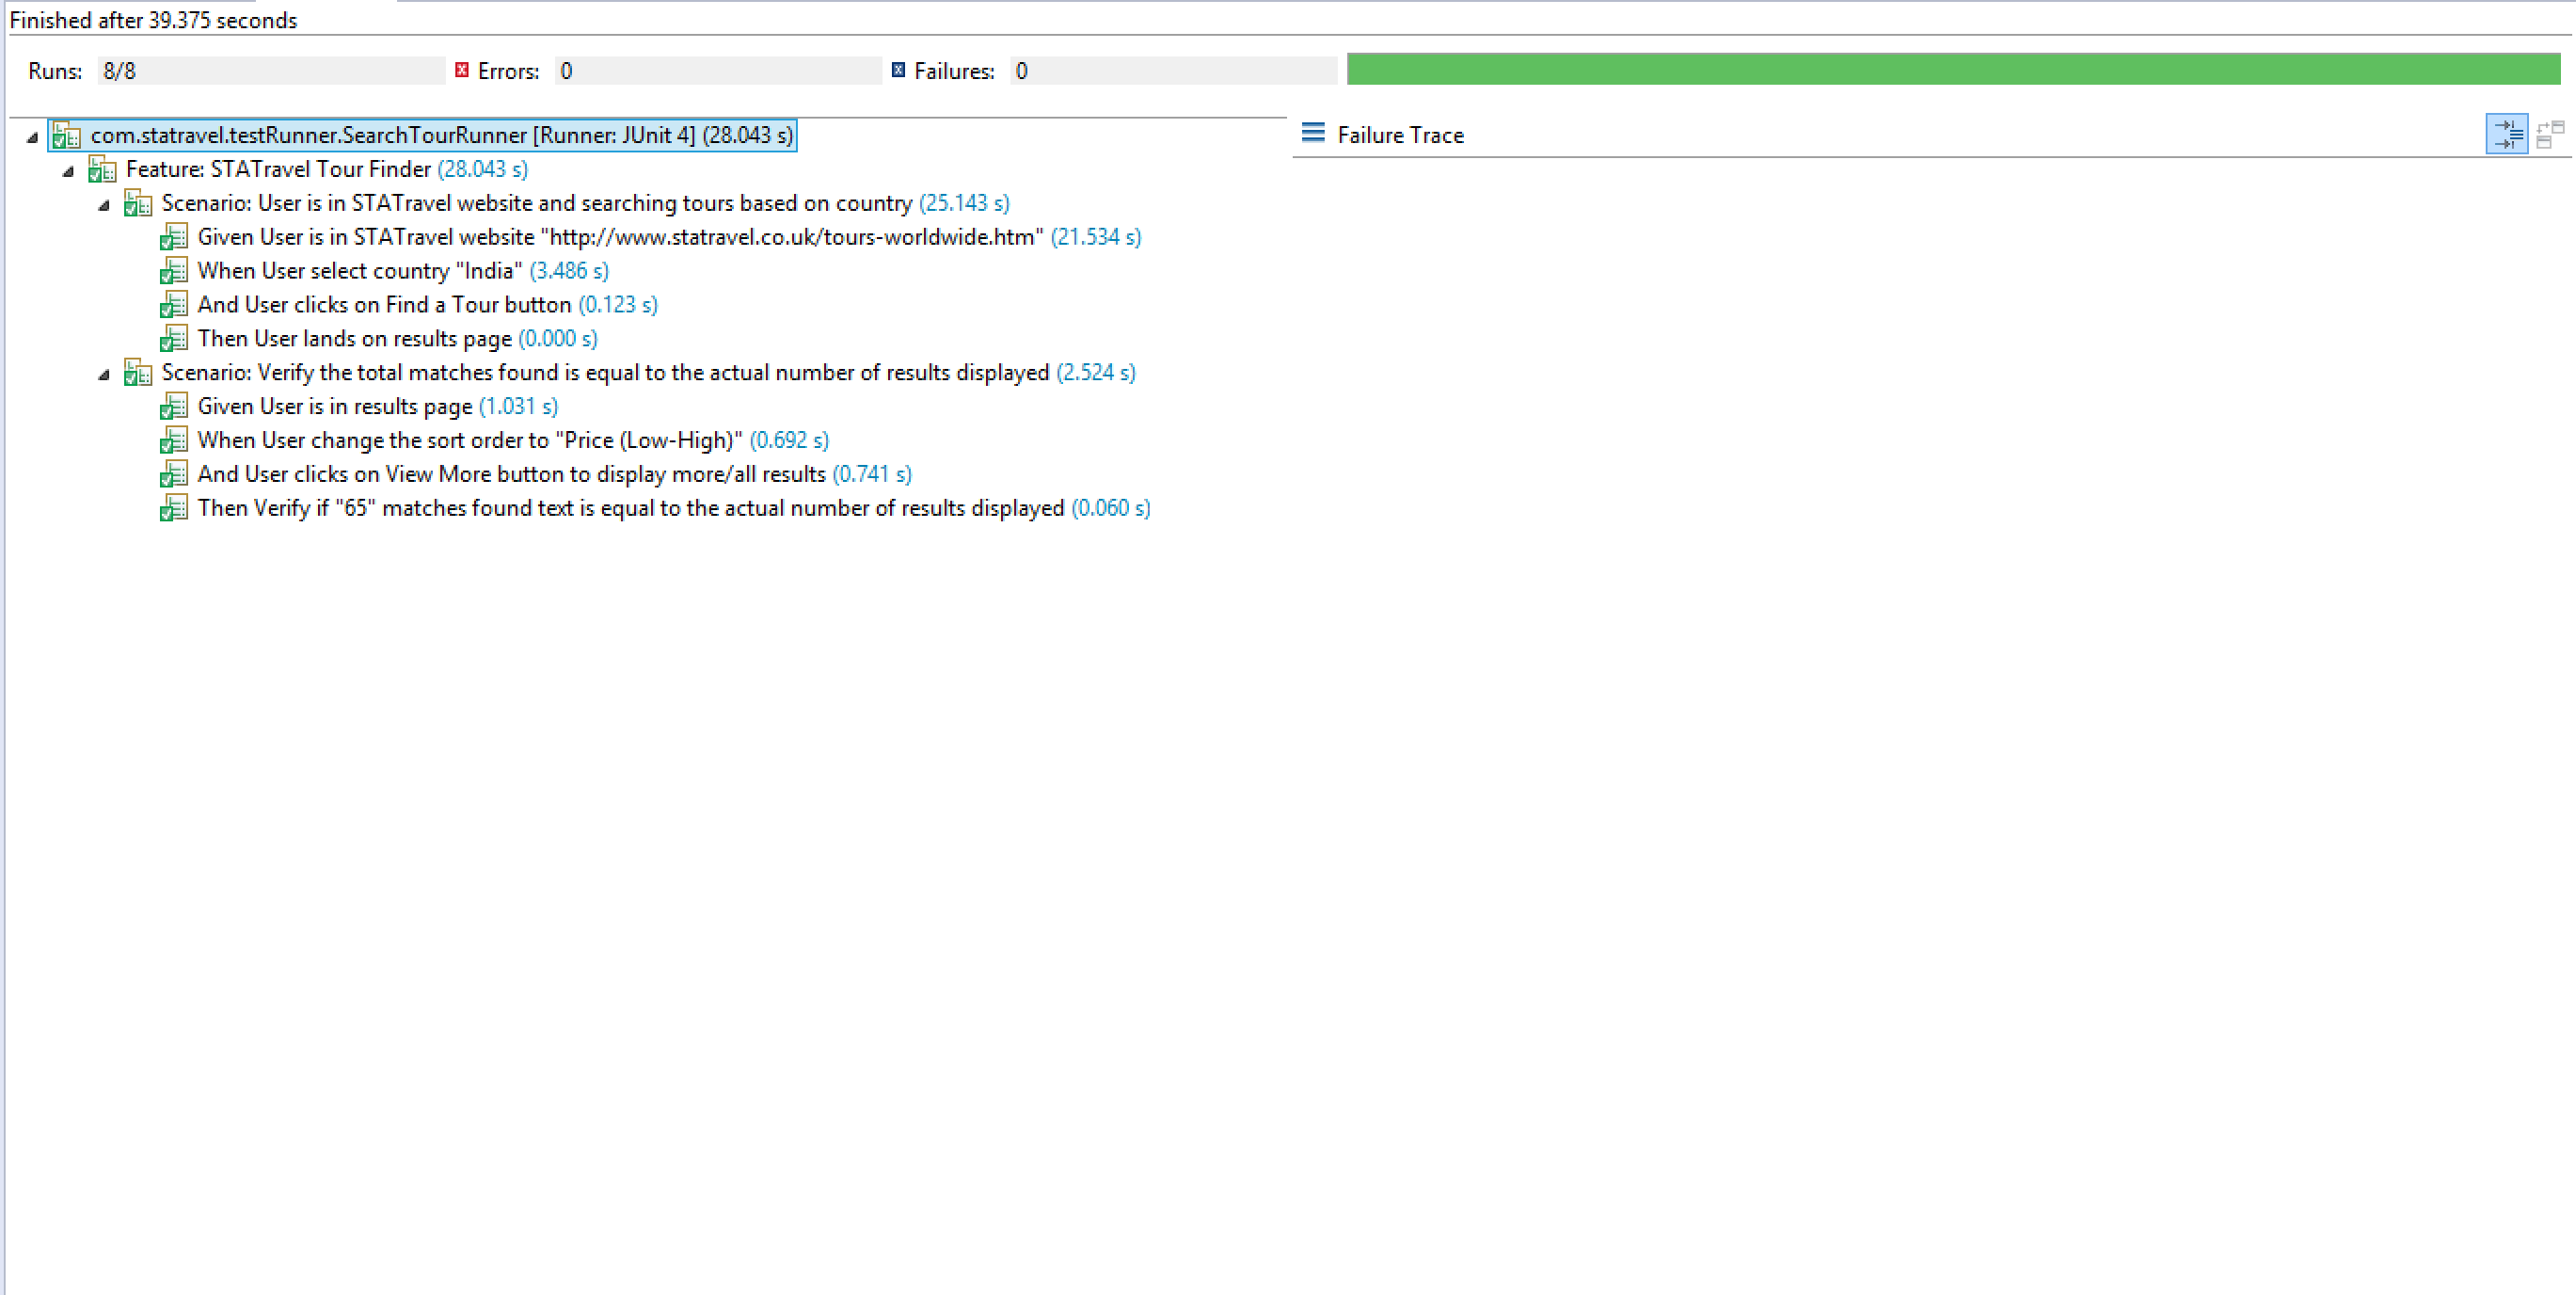 Finished after 39.375 seconds
Runs: 8/8 Errors: 0 Failures: 0
com.statravel.testRunner.SearchTourRunner [Runner: JUnit 4] (28.043 s)
Failure Trace
Feature: STATravel Tour Finder (28.043 s)
Scenario: User is in STATravel website and searching tours based on country (25.143 s)
Given User is in STATravel website "http://www.statravel.co.uk/tours-worldwide.htm" (21.534 s)
When User select country "India" (3.486 s)
And User clicks on Find a Tour button (0.123 s)
Then User lands on results page (0.000 s)
Scenario: Verify the total matches found is equal to the actual number of results displayed (2.524 s)
Given User is in results page (1.031 s)
When User change the sort order to "Price (Low-High)" (0.692 s)
And User clicks on View More button to display more/all results (0.741 s)
Then Verify if "65" matches found text is equal to the actual number of results displayed (0.060 s)